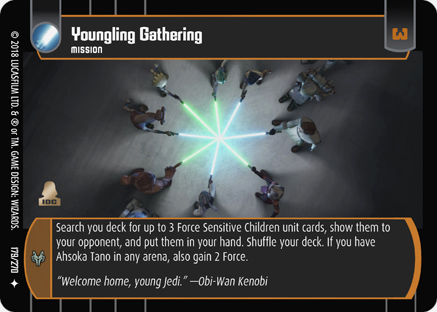 Youngling Gathering
MISSION
3
IDC
Search you deck for up to 3 Force Sensitive Children unit cards, show them to
your opponent, and put them in your hand. Shuffle your deck. If you have
Ahsoka Tano in any arena, also gain 2 Force.
“Welcome home, young Jedi.” —Obi-Wan Kenobi
© 2018 LUCASFILM LTD. & ® or TM. GAME DESIGN: WIZARDS. 179/270